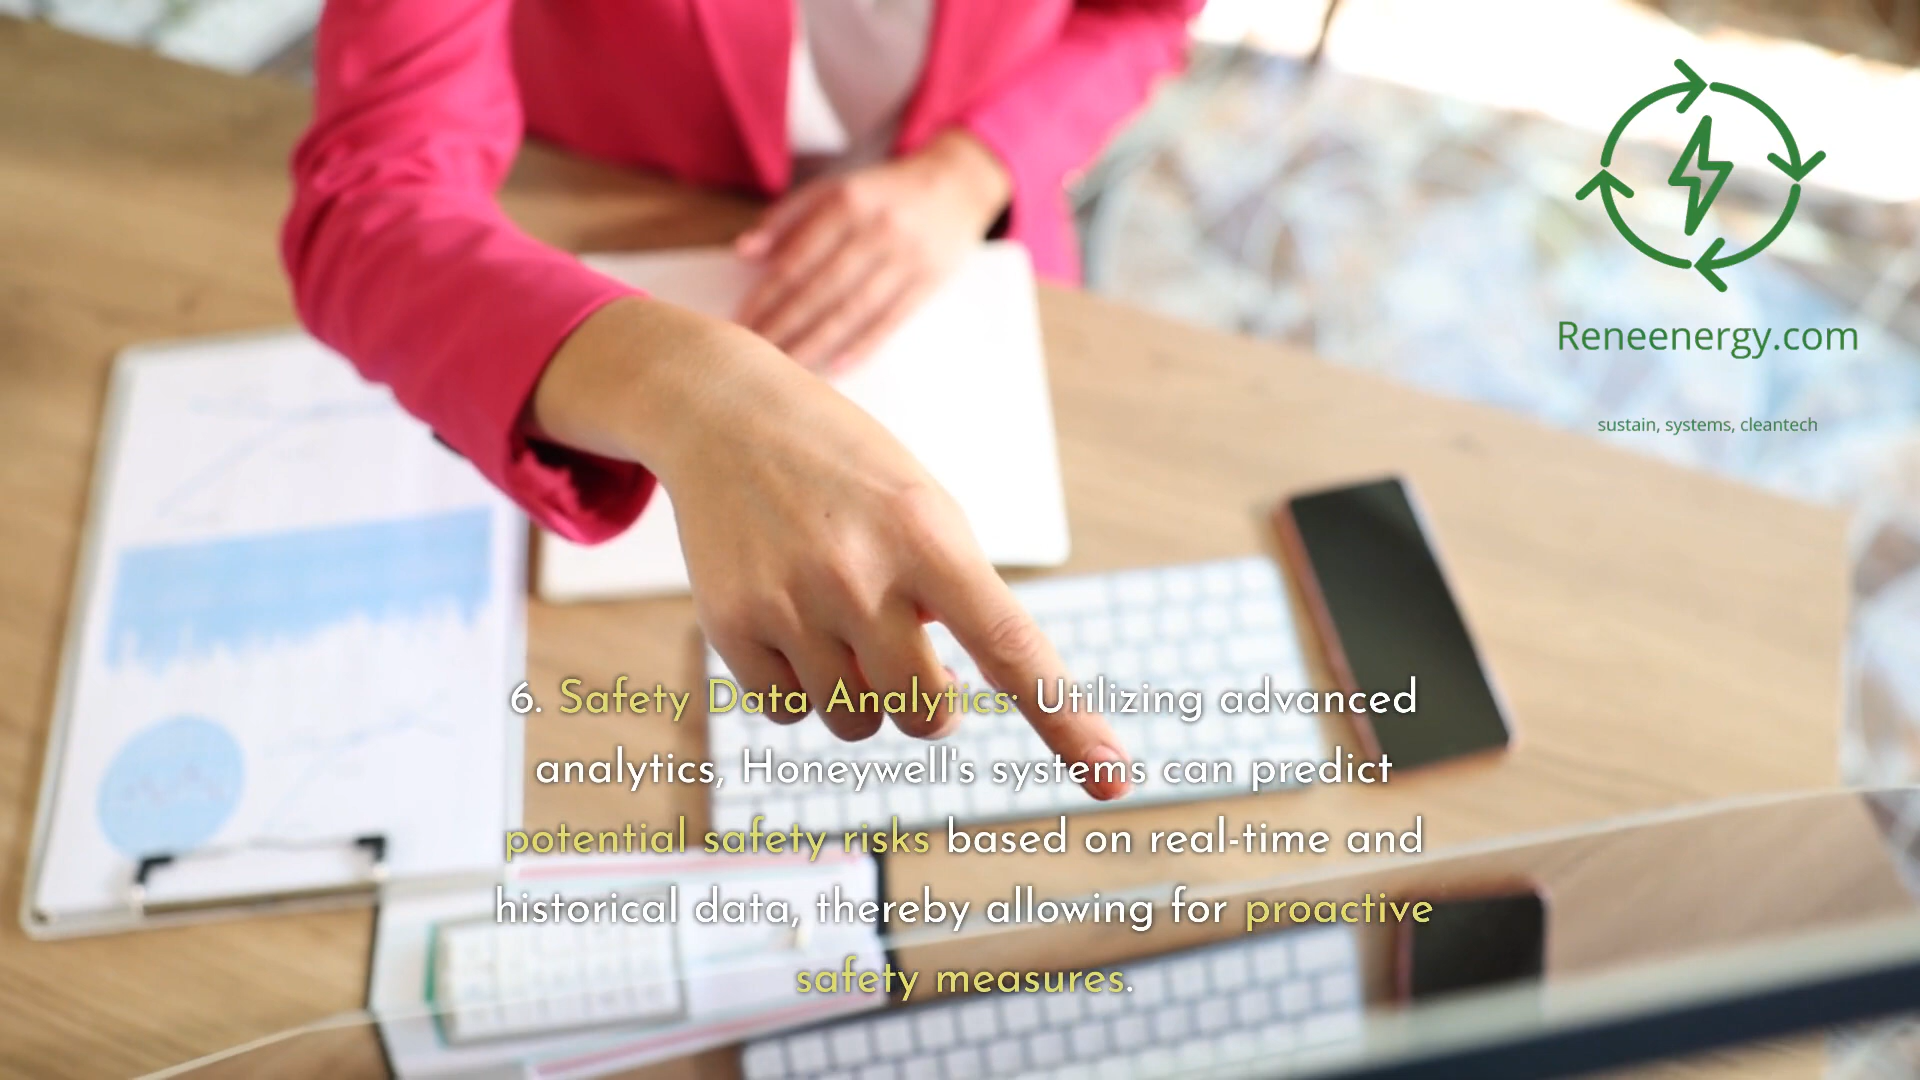 Reneenergy.com
sustain, systems, cleantech
6. Safety Data Analytics: Utilizing advanced
analytics, Honeywell's systems can predict
potential safety risks based on real-time and
historical data, thereby allowing for proactive
safety measures.